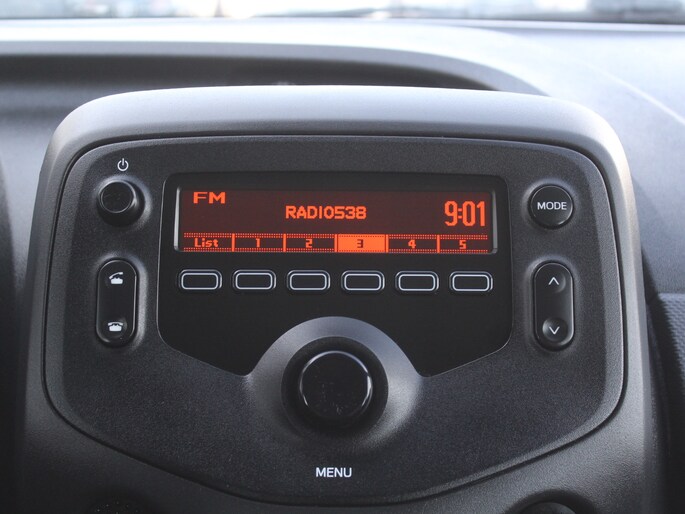 FM
RADIO538
9:01
MODE
List 1 2 3 4 5
MENU